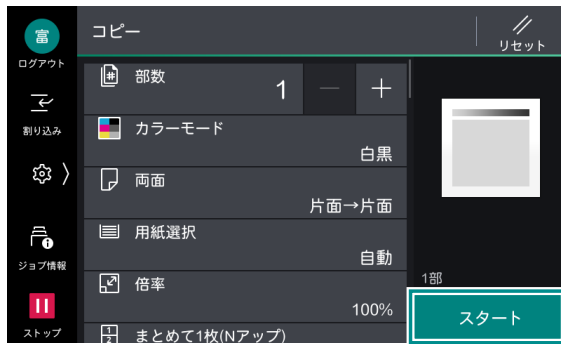 富
ログアウト
割り込み
ジョブ情報
ストップ
コピー
リセット
部数
1
カラーモード
白黒
両面
片面→片面
用紙選択
自動
倍率
100%
まとめて1枚(Nアップ)
1部
スタート